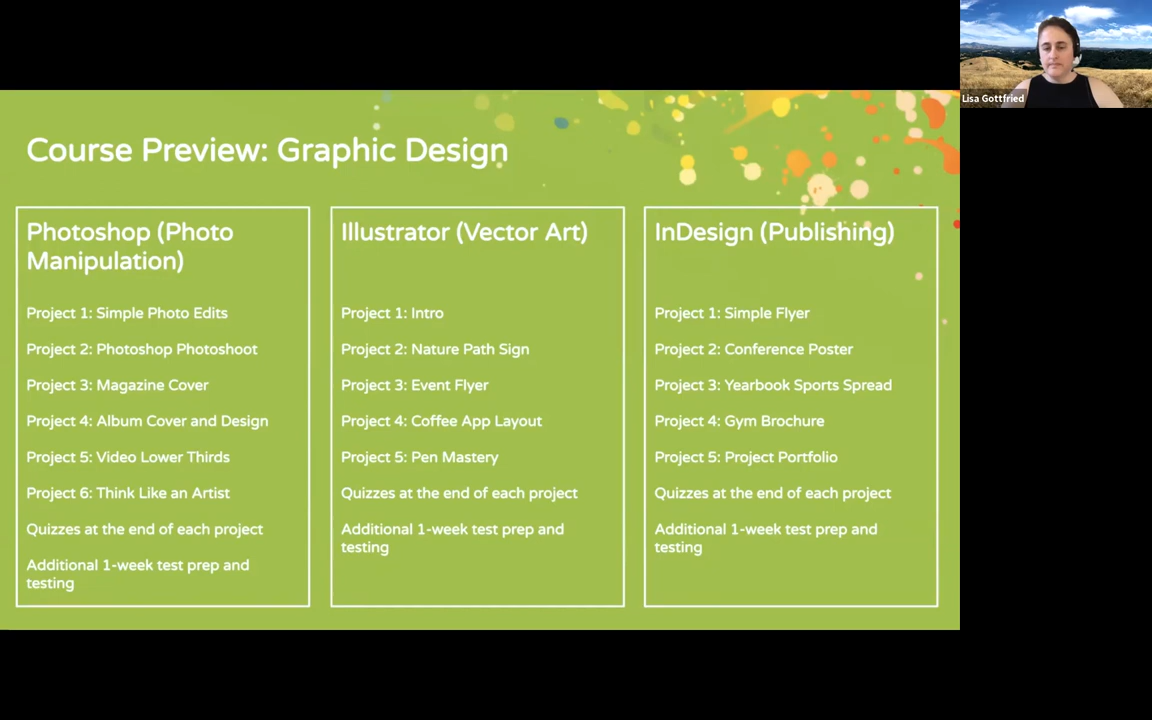 Lisa Gottfried
Course Preview: Graphic Design
Photoshop (Photo
Manipulation)
Project 1: Simple Photo Edits
Project 2: Photoshop Photoshoot
Project 3: Magazine Cover
Project 4: Album Cover and Design
Project 5: Video Lower Thirds
Project 6: Think Like an Artist
Quizzes at the end of each project
Additional 1-week test prep and
testing
Illustrator (Vector Art)
Project 1: Intro
Project 2: Nature Path Sign
Project 3: Event Flyer
Project 4: Coffee App Layout
Project 5: Pen Mastery
Quizzes at the end of each project
Additional 1-week test prep and
testing
InDesign (Publishing)
Project 1: Simple Flyer
Project 2: Conference Poster
Project 3: Yearbook Sports Spread
Project 4: Gym Brochure
Project 5: Project Portfolio
Quizzes at the end of each project
Additional 1-week test prep and
testing